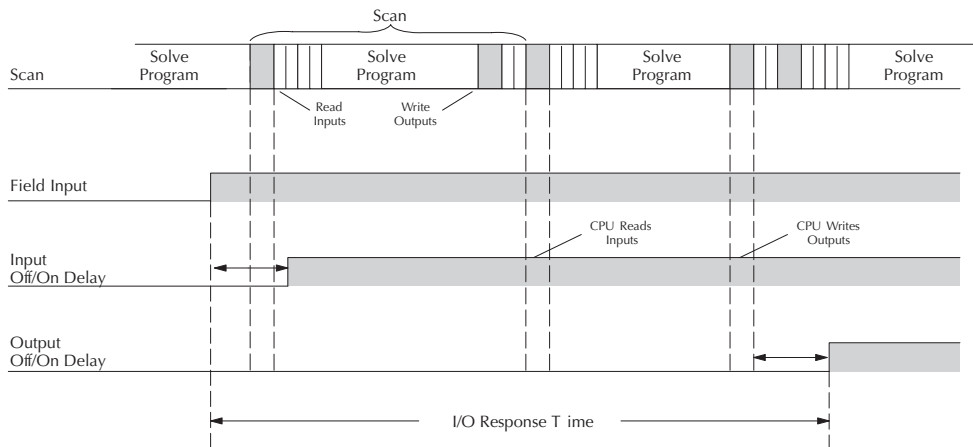 Scan
Solve
Program
Solve
Program
Solve
Program
Solve
Program
Scan
Read
Inputs
Write
Outputs
Field Input
CPU Reads
Inputs
CPU Writes
Outputs
Input
Off/On Delay
Output
Off/On Delay
I/O Response T ime